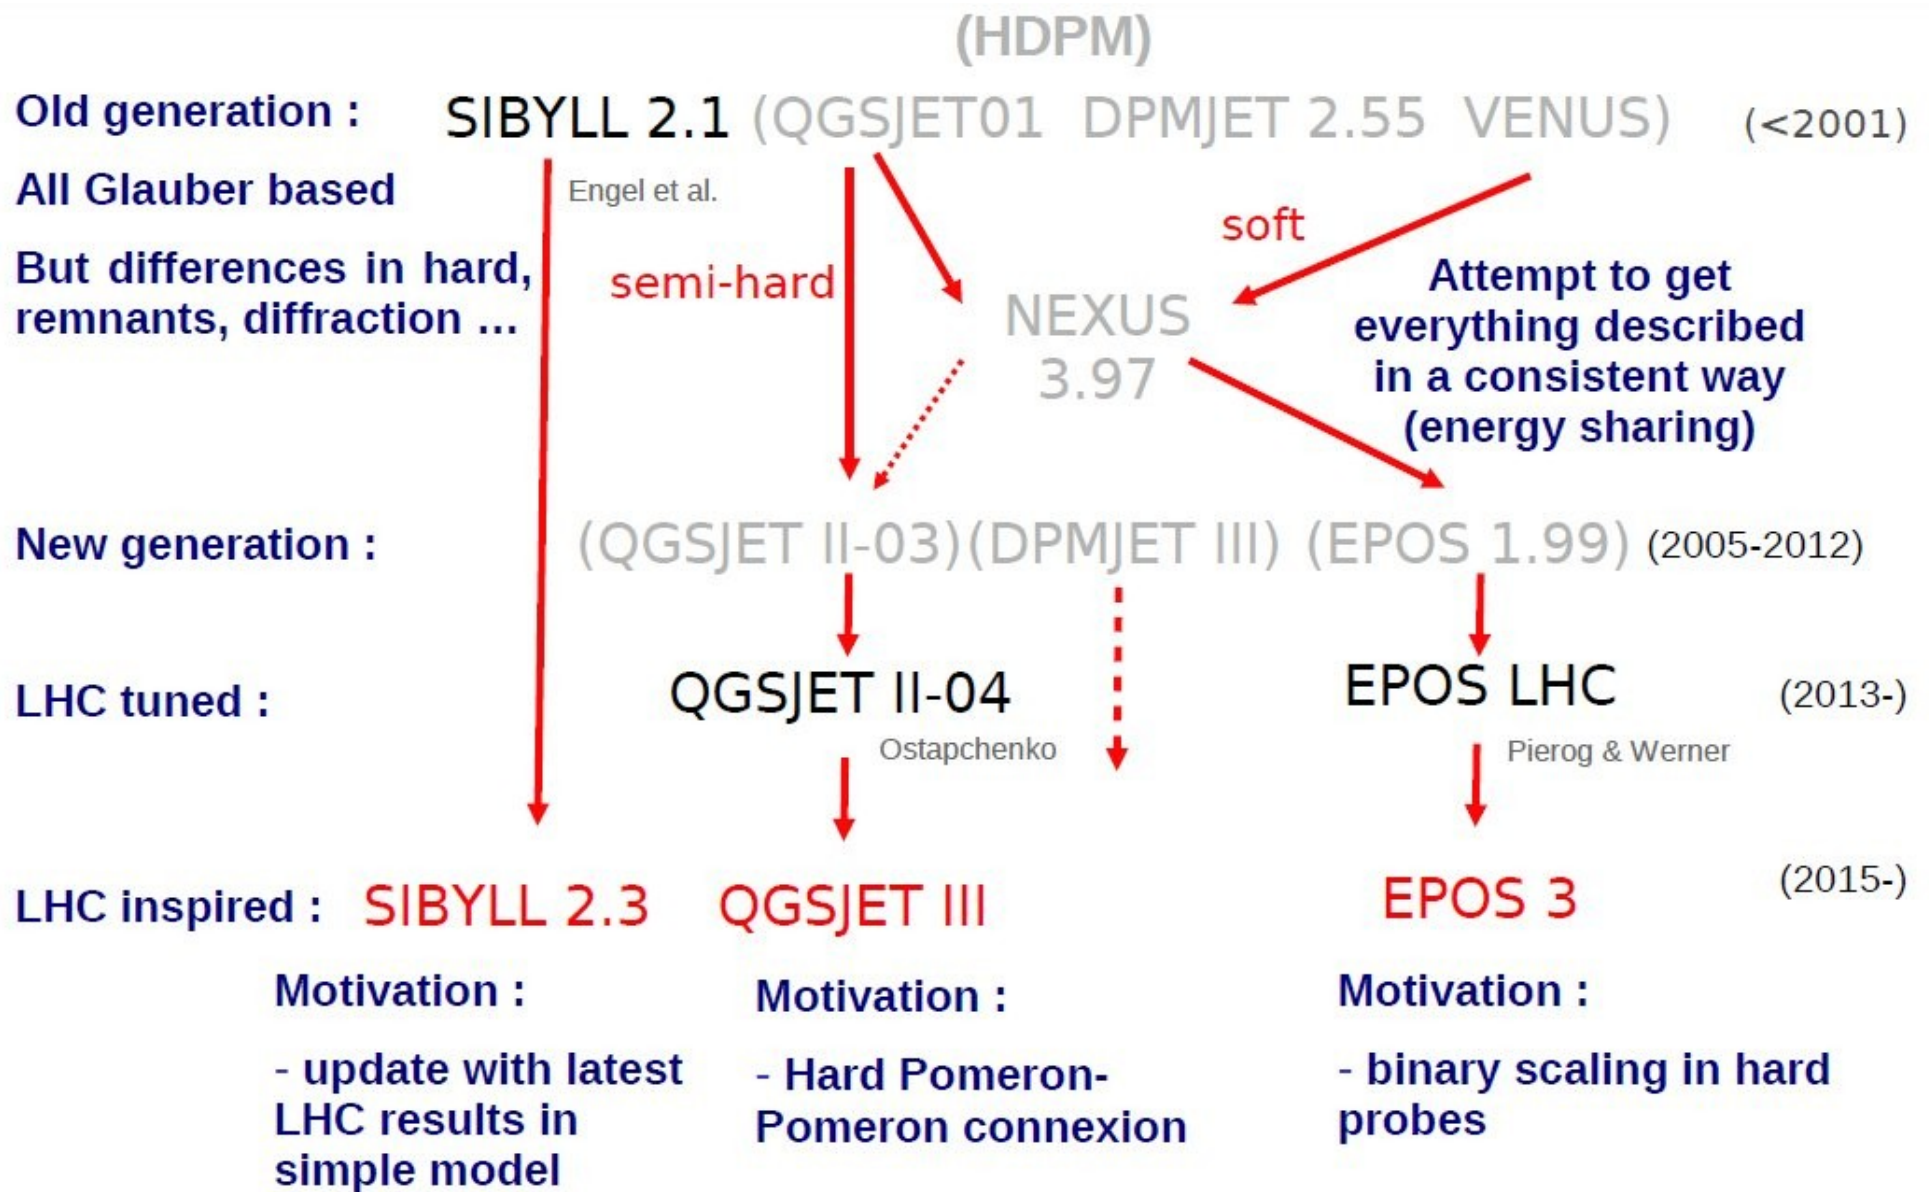 (HDPM)
Old generation : SIBYLL 2.1 (QGSJET01 DPMJET 2.55 VENUS) (<2001)
All Glauber based
Engel et al.
But differences in hard,
remnants, diffraction ...
semi-hard
soft
NEXUS
3.97
Attempt to get
everything described
in a consistent way
(energy sharing)
New generation : (QGSJET II-03) (DPMJET III) (EPOS 1.99) (2005-2012)
LHC tuned : QGSJET II-04 EPOS LHC (2013-)
Ostapchenko
Pierog & Werner
LHC inspired : SIBYLL 2.3 QGSJET III EPOS 3 (2015-)
Motivation :
- update with latest
LHC results in
simple model
Motivation :
- Hard Pomeron-
Pomeron connexion
Motivation :
- binary scaling in hard
probes